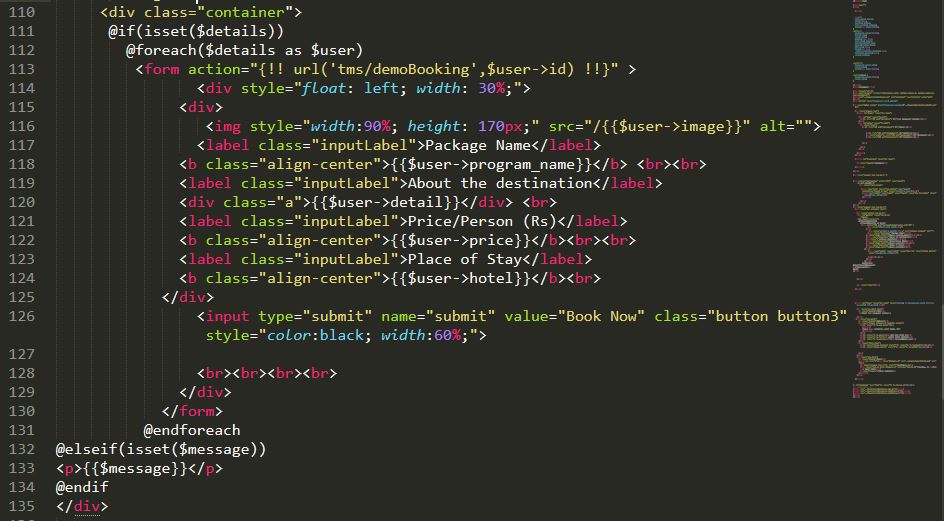 110 <div class="container">
111 @if(isset($details))
112 @foreach($details as $user)
113 <form action="{!! url('tms/demoBooking',$user->id) !!}" >
114 <div style="float: left; width: 30%;">
115 <div>
116 <img style="width:90%; height: 170px;" src="/{{$user->image}}" alt="">
117 <label class="inputLabel">Package Name</label>
118 <b class="align-center">{{$user->program_name}}</b> <br><br>
119 <label class="inputLabel">About the destination</label>
120 <div class="a">{{$user->detail}}</div> <br>
121 <label class="inputLabel">Price/Person (Rs)</label>
122 <b class="align-center">{{$user->price}}</b><br><br>
123 <label class="inputLabel">Place of Stay</label>
124 <b class="align-center">{{$user->hotel}}</b><br>
125 </div>
126 <input type="submit" name="submit" value="Book Now" class="button button3"
style="color:black; width:60%;">
127
128 <br><br><br><br>
129 </div>
130 </form>
131 @endforeach
132 @elseif(isset($message))
133 <p>{{$message}}</p>
134 @endif
135 </div>